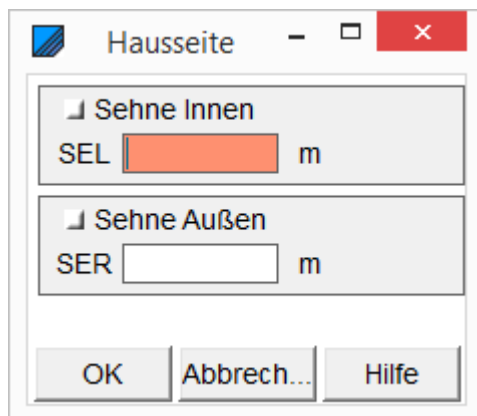 Hausseite
Sehne Innen
SEL m
Sehne Außen
SER m
OK Abbrech... Hilfe